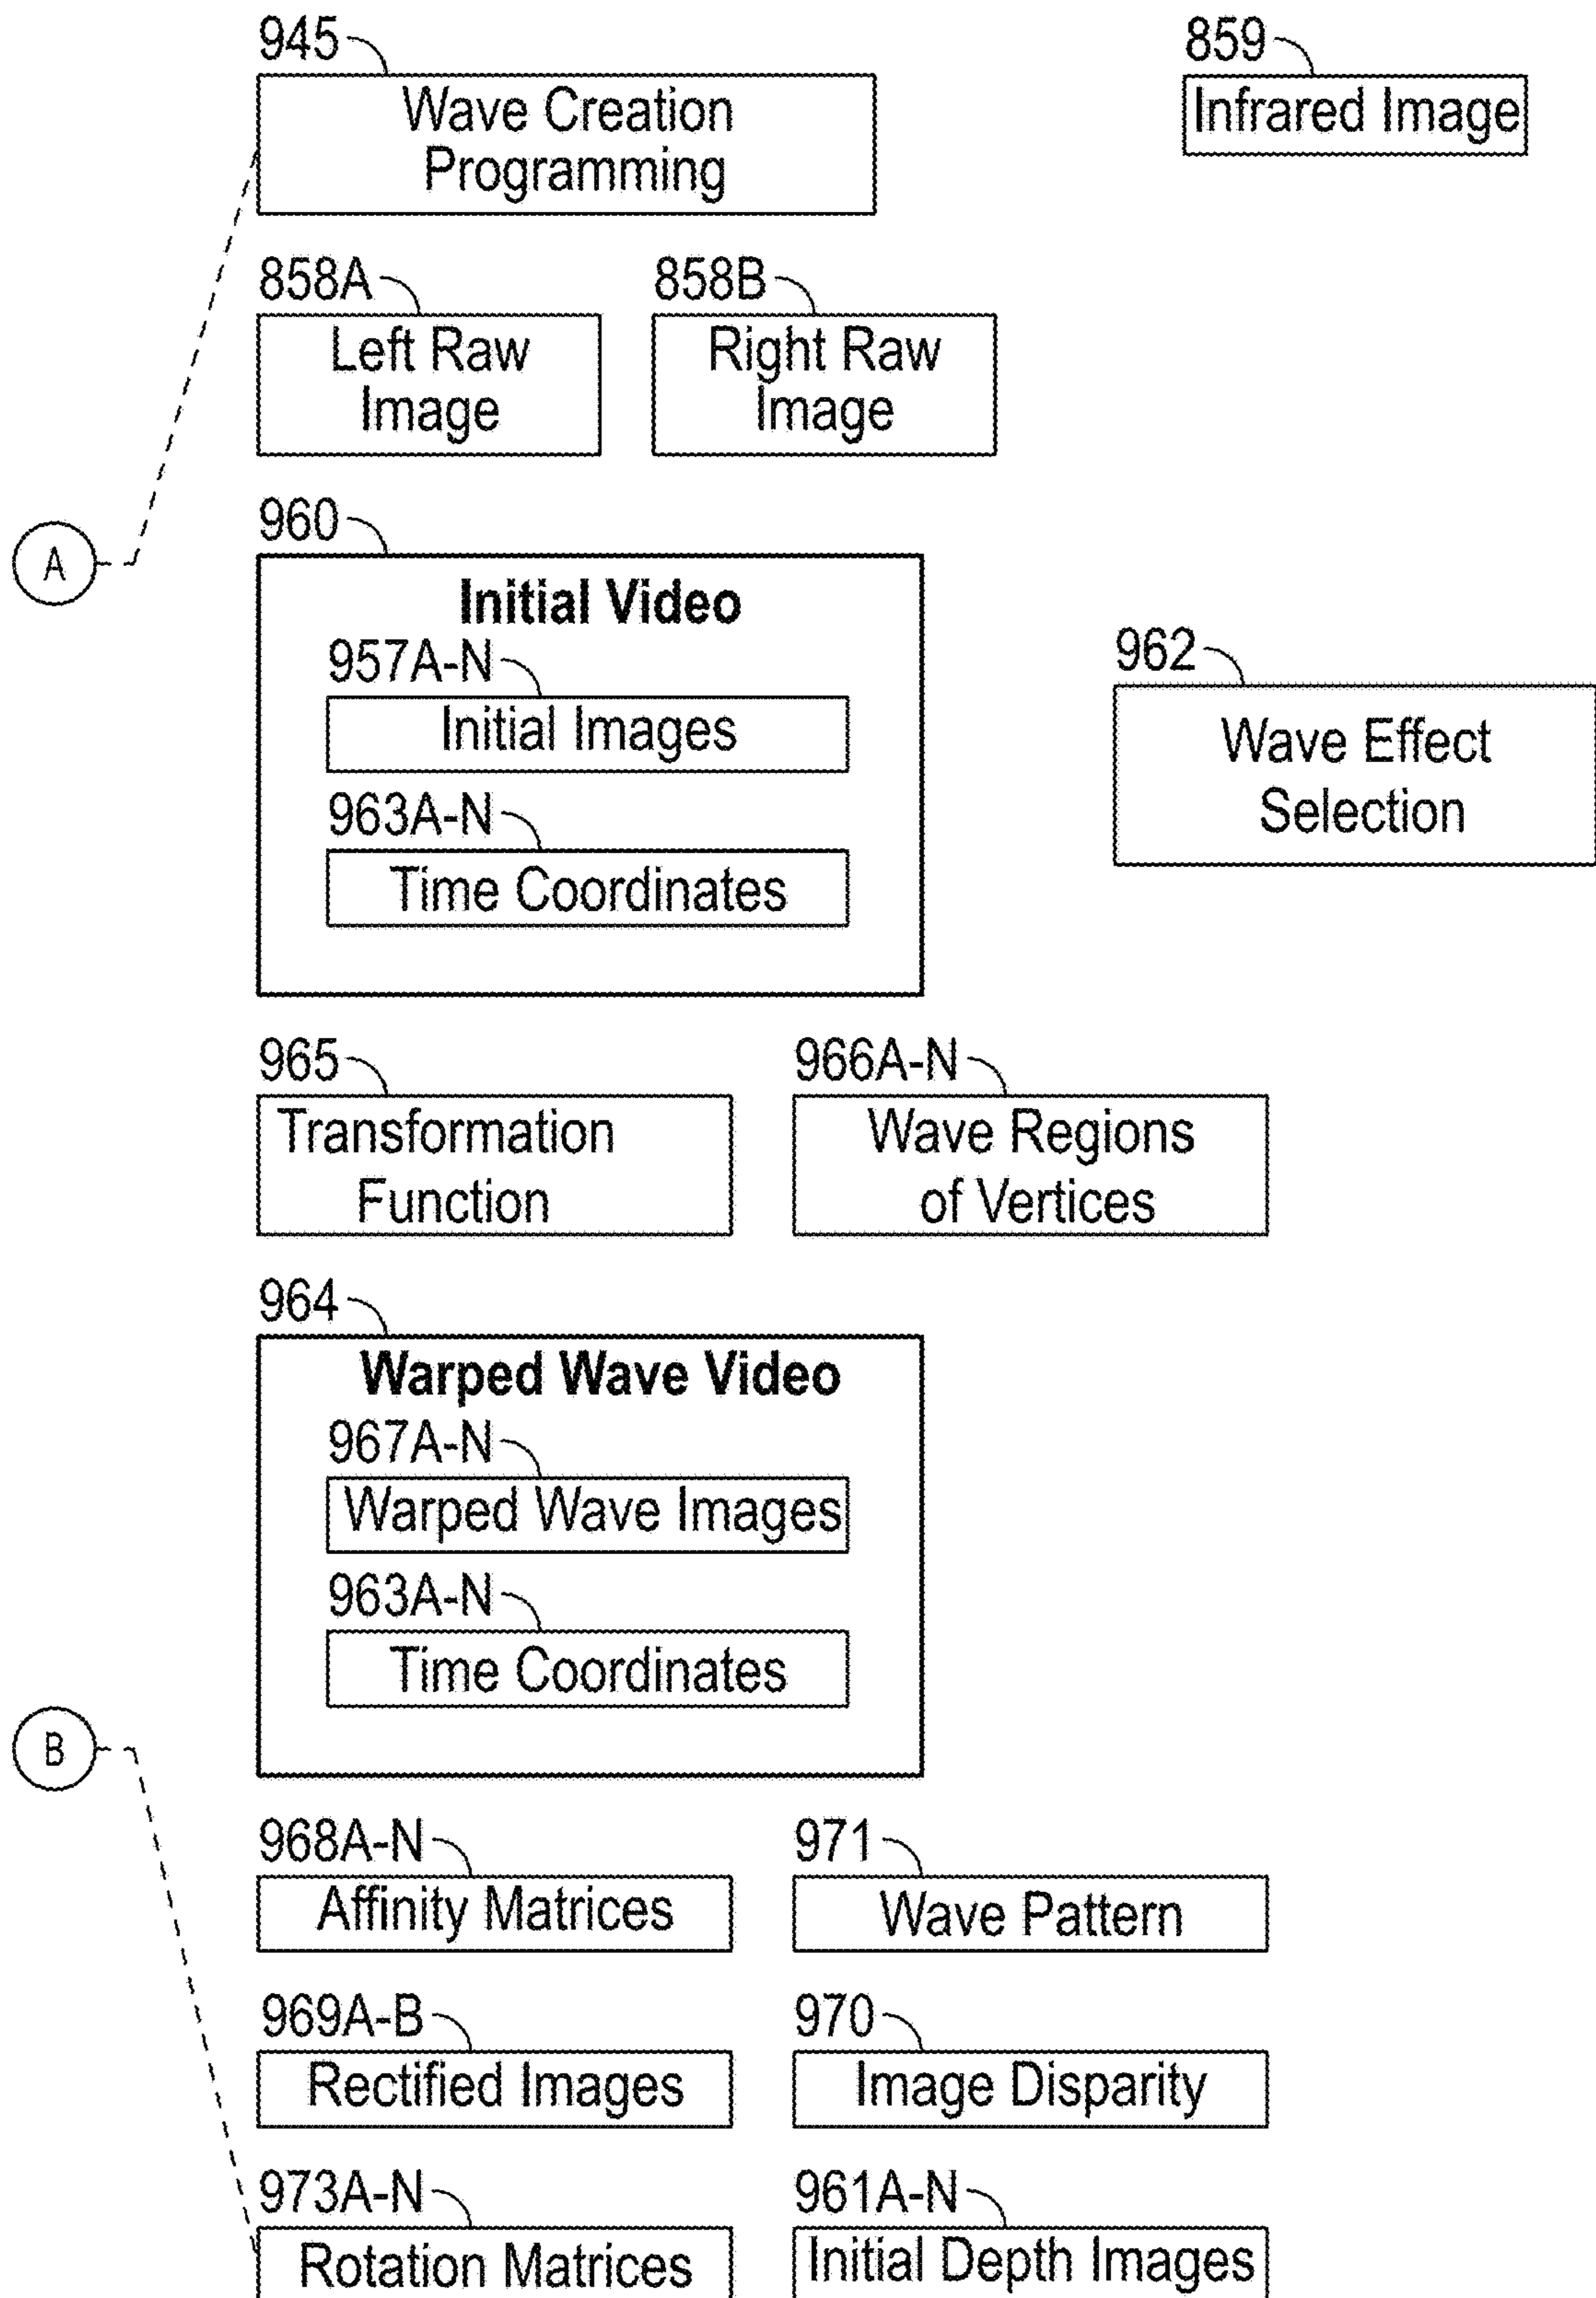 945
Wave Creation
Programming
859
Infrared Image
858A
Left Raw
Image
858B
Right Raw
Image
A
960
Initial Video
957A-N
Initial Images
963A-N
Time Coordinates
962
Wave Effect
Selection
965
Transformation
Function
966A-N
Wave Regions
of Vertices
964
Warped Wave Video
967A-N
Warped Wave Images
963A-N
Time Coordinates
B
968A-N
Affinity Matrices
971
Wave Pattern
969A-B
Rectified Images
970
Image Disparity
973A-N
Rotation Matrices
961A-N
Initial Depth Images